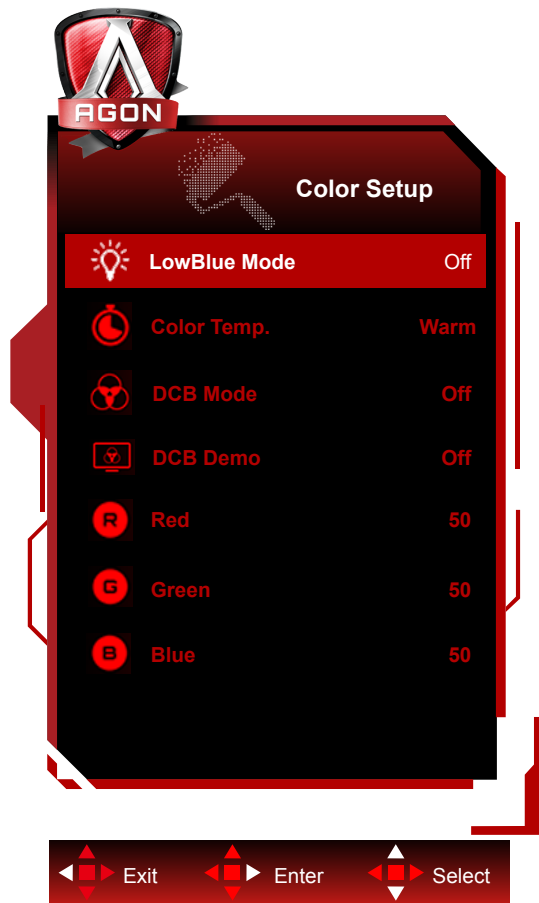 AGON
Color Setup
LowBlue Mode Off
Color Temp. Warm
DCB Mode Off
DCB Demo Off
R Red 50
G Green 50
B Blue 50
Exit Enter Select